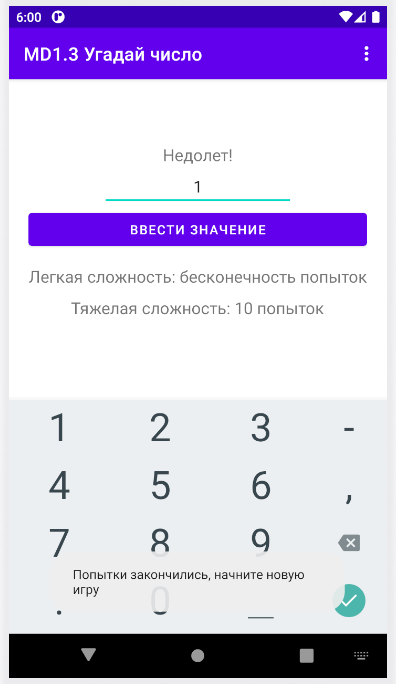 6:00
MD1.3 Угадай число
Недолет!
1
ВВЕСТИ ЗНАЧЕНИЕ
Легкая сложность: бесконечность попыток
Тяжелая сложность: 10 попыток
1 2 3 -
4 5 6 ,
7 8 9
Попытки закончились, начните новую
игру
. 0 _